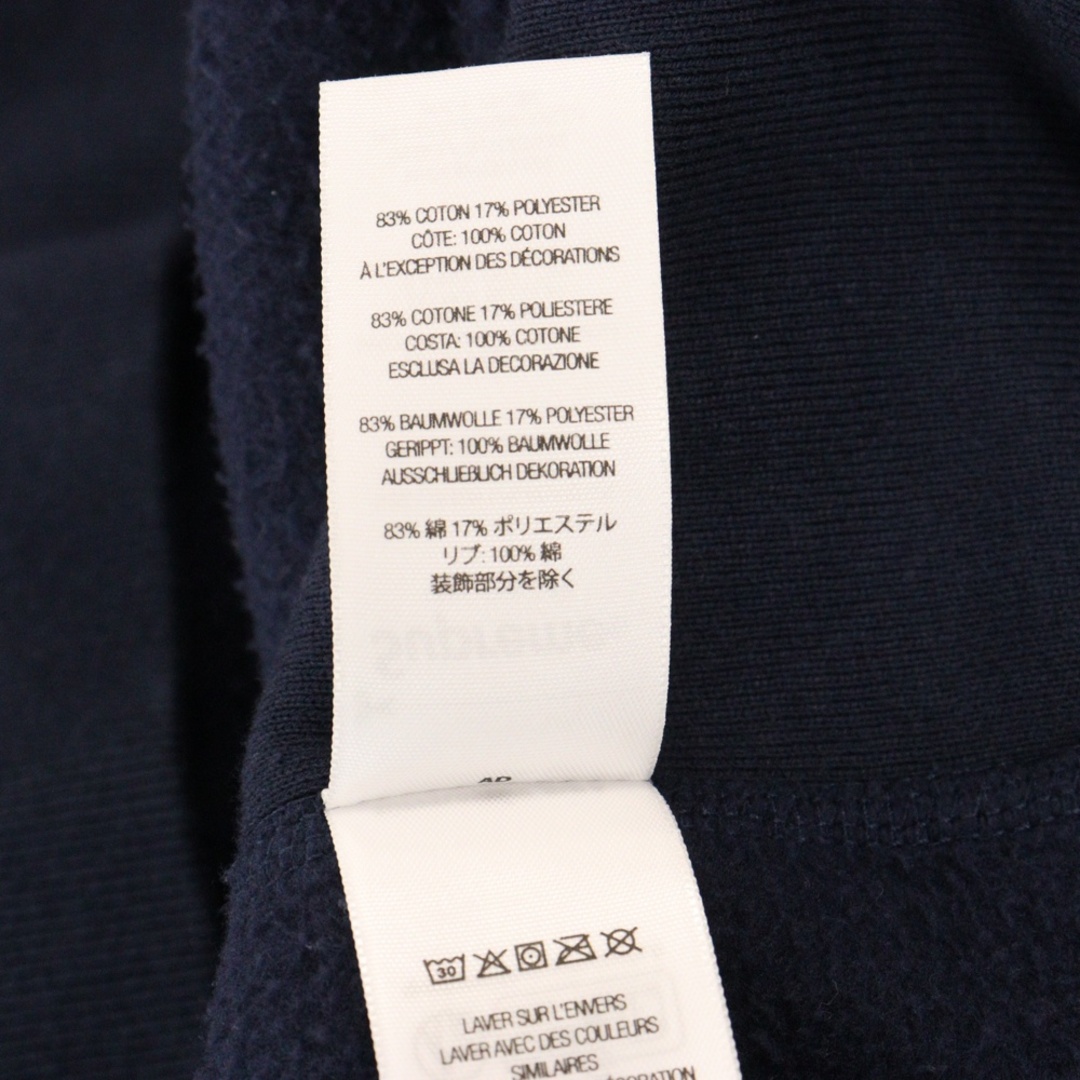 83% COTON 17% POLYESTER
CÔTE: 100% COTON
À L'EXCEPTION DES DÉCORATIONS
83% COTONE 17% POLIESTERE
COSTA: 100% COTONE
ESCLUSA LA DECORAZIONE
83% BAUMWOLLE 17% POLYESTER
GERIPPT: 100% BAUMWOLLE
AUSSCHLIEBLICH DEKORATION
83% 綿 17% ポリエステル
リブ: 100% 綿
装飾部分を除く
Supreme
30
LAVER SUR L'ENVERS
LAVER AVEC DES COULEURS
SIMILAIRES